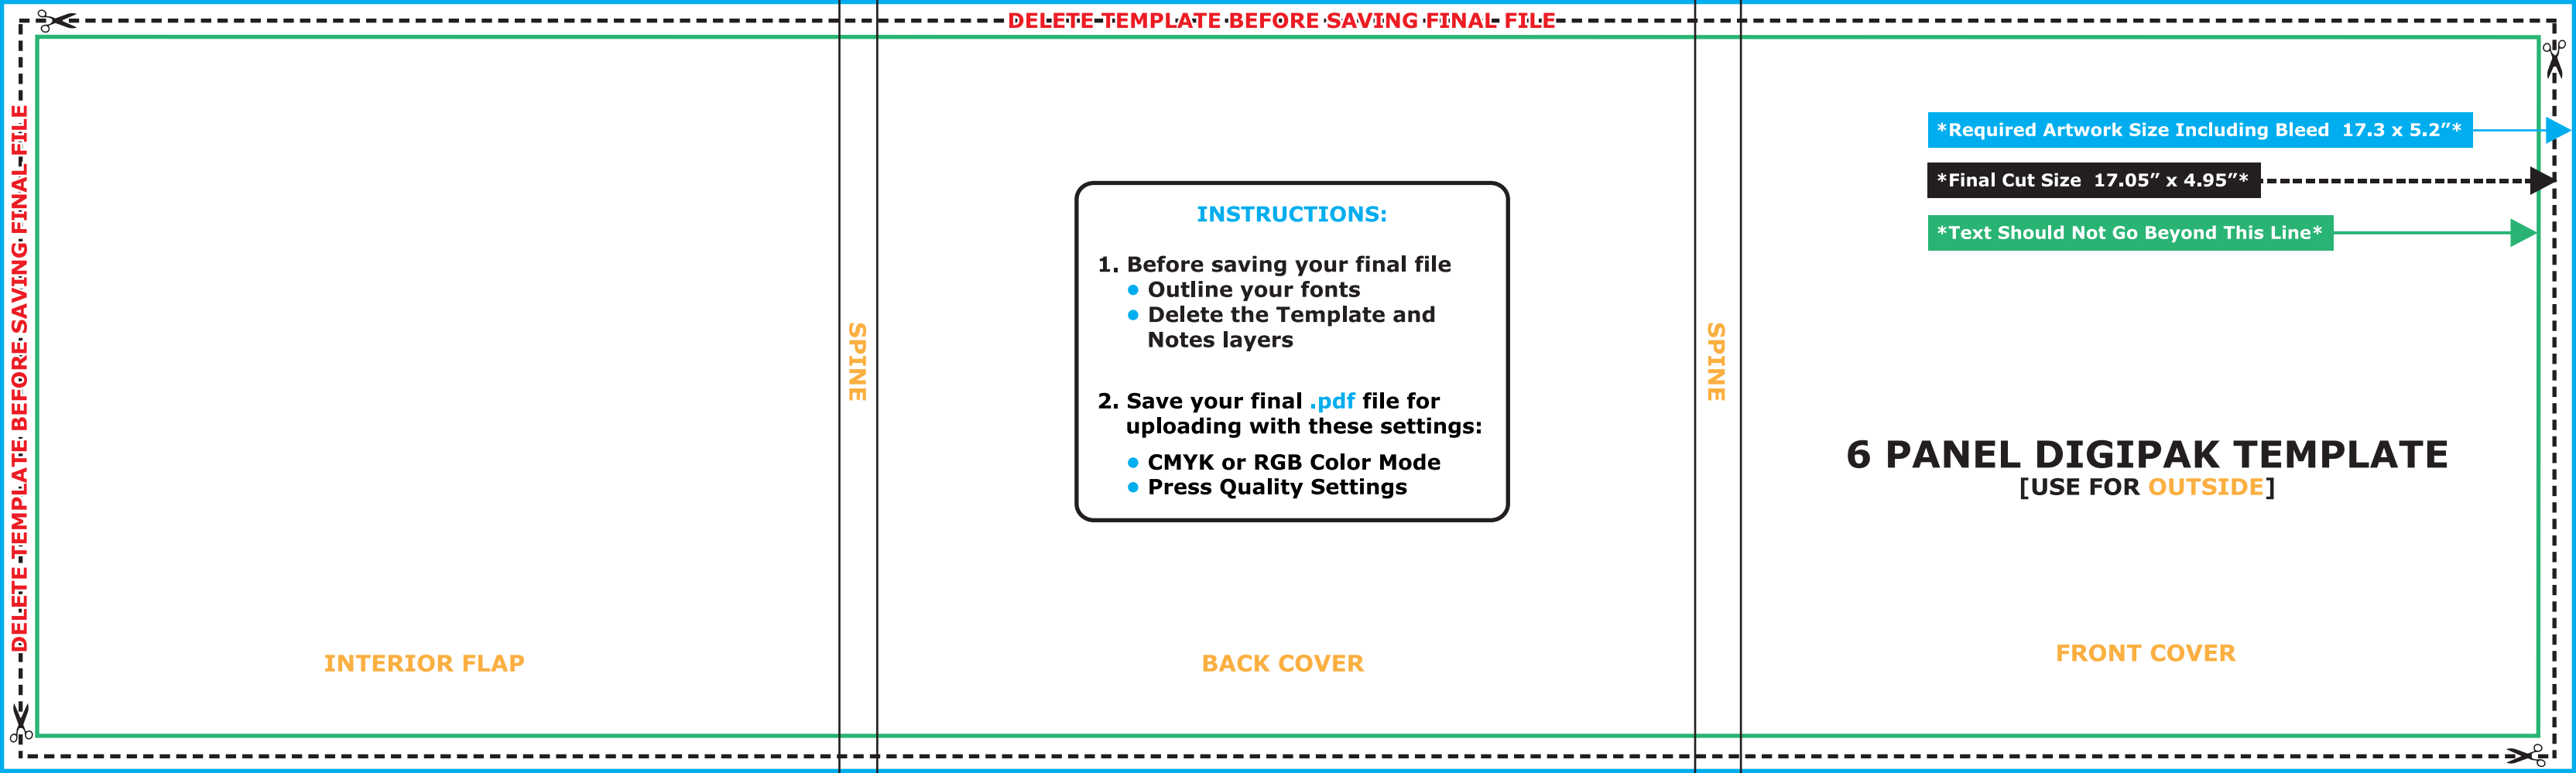 DELETE TEMPLATE BEFORE SAVING FINAL FILE
DELETE TEMPLATE BEFORE SAVING FINAL FILE
INTERIOR FLAP
SPINE
INSTRUCTIONS:
1. Before saving your final file
• Outline your fonts
• Delete the Template and
Notes layers
2. Save your final .pdf file for
uploading with these settings:
• CMYK or RGB Color Mode
• Press Quality Settings
BACK COVER
SPINE
*Required Artwork Size Including Bleed  17.3 x 5.2”*
*Final Cut Size  17.05” x 4.95”*
*Text Should Not Go Beyond This Line*
6 PANEL DIGIPAK TEMPLATE
[USE FOR OUTSIDE]
FRONT COVER